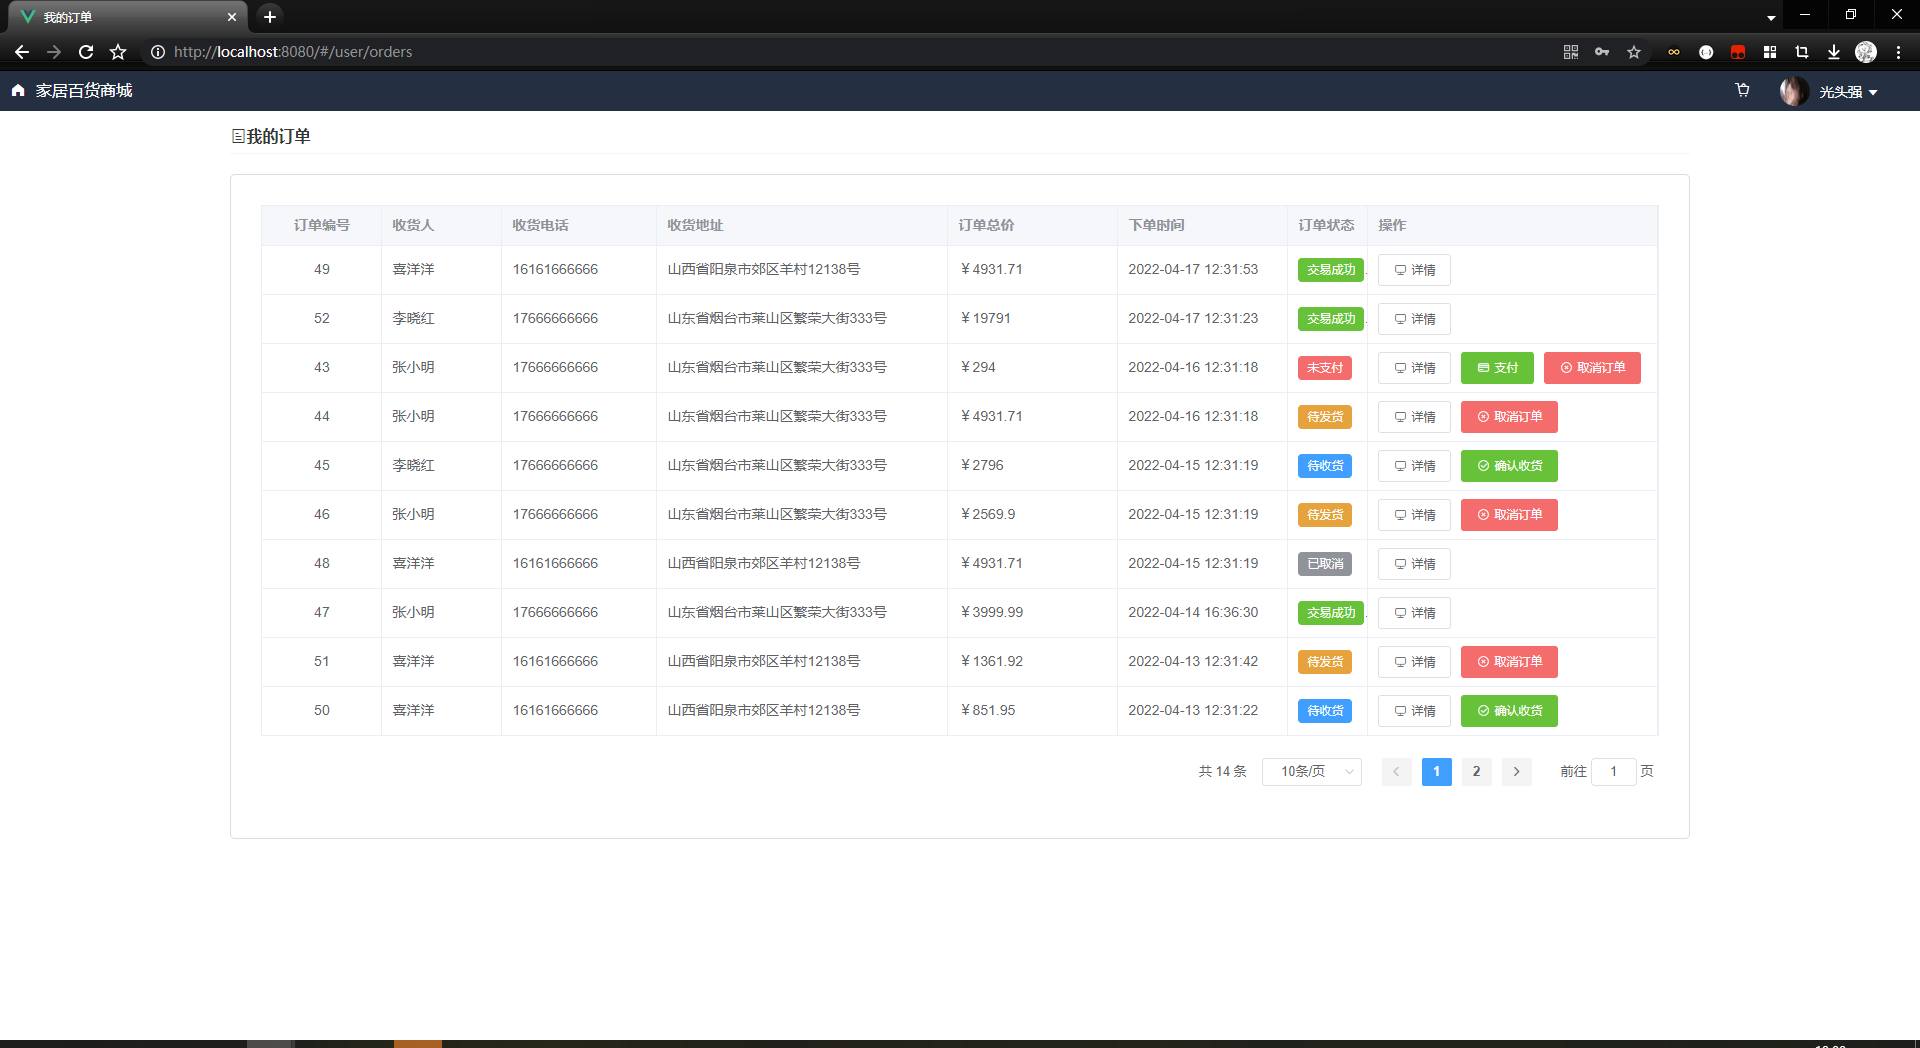 我的订单
http://localhost:8080/#/user/orders
家居百货商城 光头强
我的订单
订单编号 收货人 收货电话 收货地址 订单总价 下单时间 订单状态 操作
49 喜洋洋 16161666666 山西省阳泉市郊区羊村12138号 ￥4931.71 2022-04-17 12:31:53 交易成功 详情
52 李晓红 17666666666 山东省烟台市莱山区繁荣大街333号 ￥19791 2022-04-17 12:31:23 交易成功 详情
43 张小明 17666666666 山东省烟台市莱山区繁荣大街333号 ￥294 2022-04-16 12:31:18 未支付 详情 支付 取消订单
44 张小明 17666666666 山东省烟台市莱山区繁荣大街333号 ￥4931.71 2022-04-16 12:31:18 待发货 详情 取消订单
45 李晓红 17666666666 山东省烟台市莱山区繁荣大街333号 ￥2796 2022-04-15 12:31:19 待收货 详情 确认收货
46 张小明 17666666666 山东省烟台市莱山区繁荣大街333号 ￥2569.9 2022-04-15 12:31:19 待发货 详情 取消订单
48 喜洋洋 16161666666 山西省阳泉市郊区羊村12138号 ￥4931.71 2022-04-15 12:31:19 已取消 详情
47 张小明 17666666666 山东省烟台市莱山区繁荣大街333号 ￥3999.99 2022-04-14 16:36:30 交易成功 详情
51 喜洋洋 16161666666 山西省阳泉市郊区羊村12138号 ￥1361.92 2022-04-13 12:31:42 待发货 详情 取消订单
50 喜洋洋 16161666666 山西省阳泉市郊区羊村12138号 ￥851.95 2022-04-13 12:31:22 待收货 详情 确认收货
共 14 条 10条/页 1 2 前往 1 页